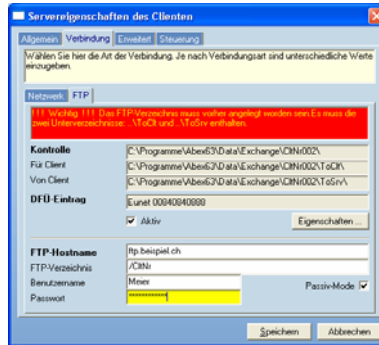 Servereigenschaften des Clienten
Allgemein Verbindung Erweitert Steuerung
Wählen Sie hier die Art der Verbindung. Je nach Verbindungsart sind unterschiedliche Werte
einzugeben.
Netzwerk FTP
!!! Wichtig !!! Das FTP-Verzeichnis muss vorher angelegt worden sein.Es muss die
zwei Unterverzeichnisse: ..\ToClt und ..\ToSrv enthalten.
Kontrolle C:\Programme\Abex63\Data\Exchange\CltNr002\
Für Client C:\Programme\Abex63\Data\Exchange\CltNr002\ToClt\
Von Client C:\Programme\Abex63\Data\Exchange\CltNr002\ToSrv\
DFÜ-Eintrag Eunet 00840840888
Aktiv Eigenschaften ...
FTP-Hostname ftp.beispiel.ch
FTP-Verzeichnis /CltNr
Benutzername Meier
Passiv-Mode
Passwort ************
Speichern Abbrechen